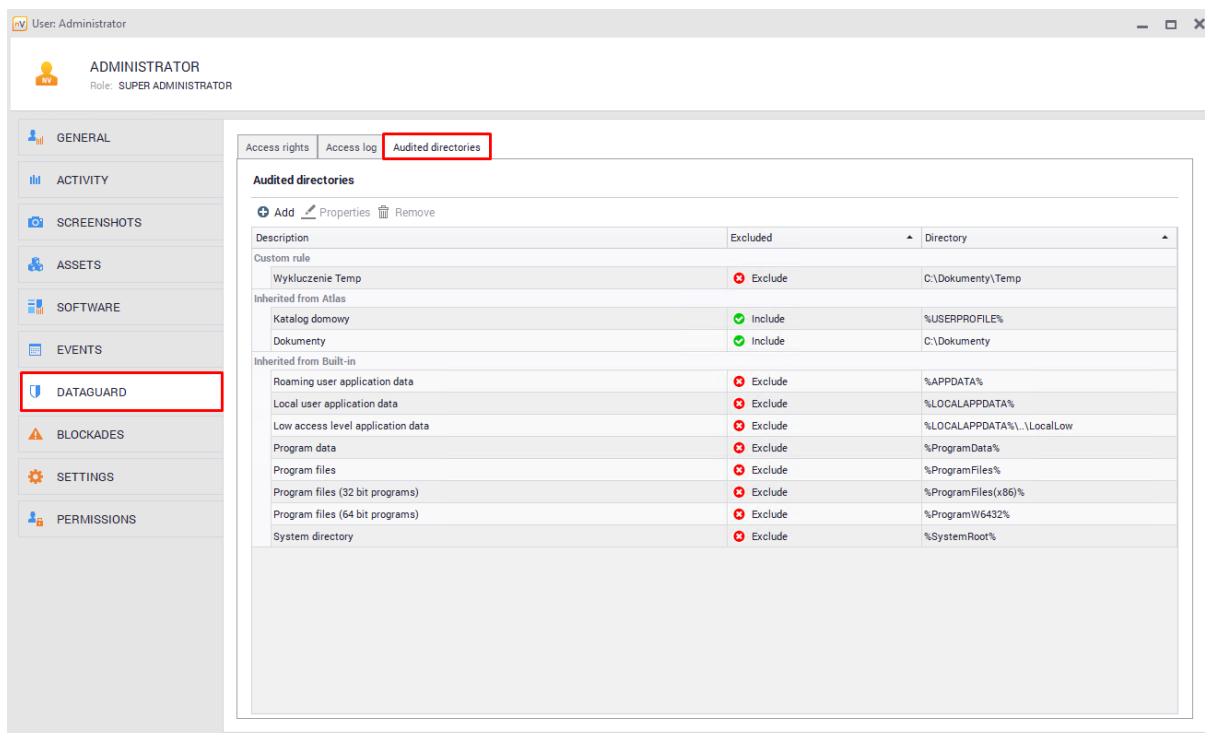 nV User: Administrator
ADMINISTRATOR
NV
Role: SUPER ADMINISTRATOR
GENERAL
ACTIVITY
SCREENSHOTS
ASSETS
SOFTWARE
EVENTS
DATAGUARD
BLOCKADES
SETTINGS
PERMISSIONS
Access rights Access log Audited directories
Audited directories
Add Properties Remove
Description Excluded Directory
Custom rule
Wykluczenie Temp Exclude C:\Dokumenty\Temp
Inherited from Atlas
Katalog domowy Include %USERPROFILE%
Dokumenty Include C:\Dokumenty
Inherited from Built-in
Roaming user application data Exclude %APPDATA%
Local user application data Exclude %LOCALAPPDATA%
Low access level application data Exclude %LOCALAPPDATA%\..\LocalLow
Program data Exclude %ProgramData%
Program files Exclude %ProgramFiles%
Program files (32 bit programs) Exclude %ProgramFiles(x86)%
Program files (64 bit programs) Exclude %ProgramW6432%
System directory Exclude %SystemRoot%